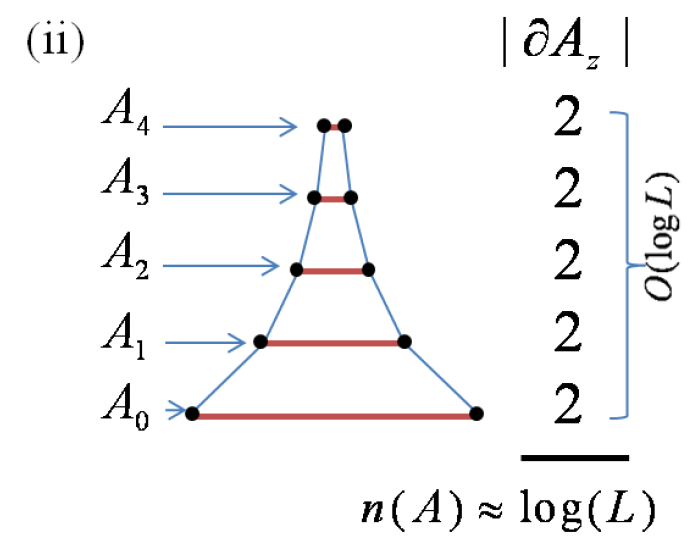 (ii) | ∂A_z |
A_4 2
A_3 2
A_2 2
A_1 2
A_0 2
O(log L)
n(A) ≈ log(L)